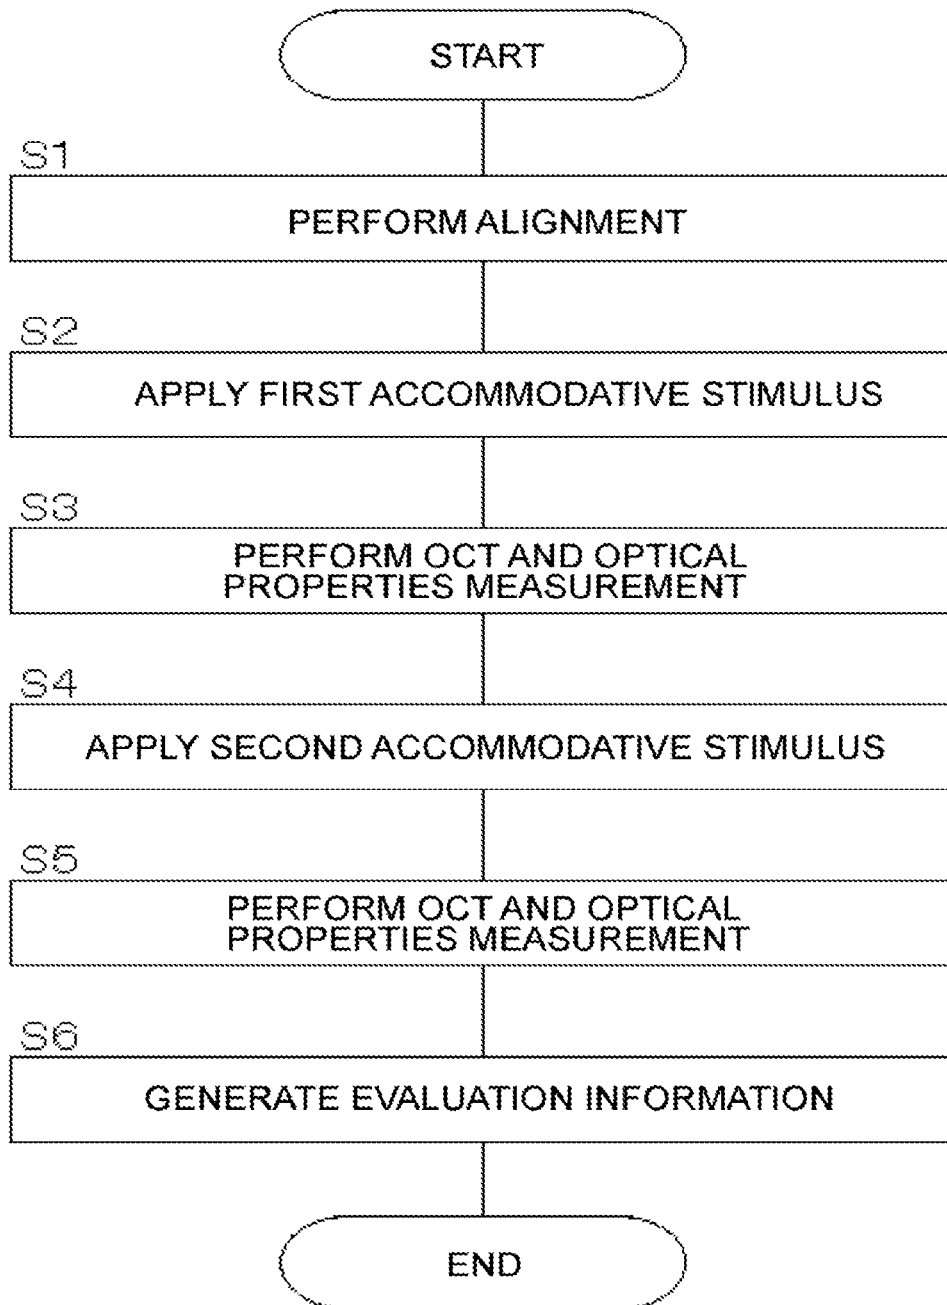 START
S1
PERFORM ALIGNMENT
S2
APPLY FIRST ACCOMMODATIVE STIMULUS
S3
PERFORM OCT AND OPTICAL
PROPERTIES MEASUREMENT
S4
APPLY SECOND ACCOMMODATIVE STIMULUS
S5
PERFORM OCT AND OPTICAL
PROPERTIES MEASUREMENT
S6
GENERATE EVALUATION INFORMATION
END